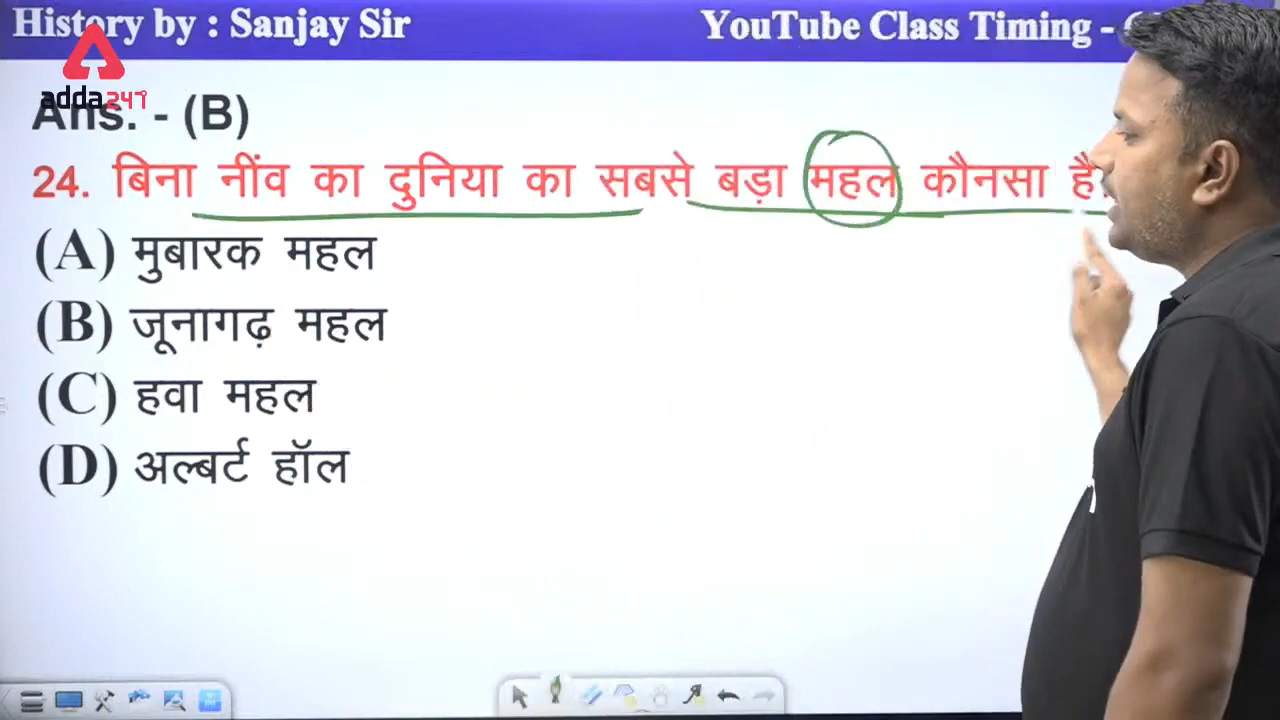 History by : Sanjay Sir
YouTube Class Timing -
adda247
Ans. - (B)
24. बिना नींव का दुनिया का सबसे बड़ा महल कौनसा है
(A) मुबारक महल
(B) जूनागढ़ महल
(C) हवा महल
(D) अल्बर्ट हॉल